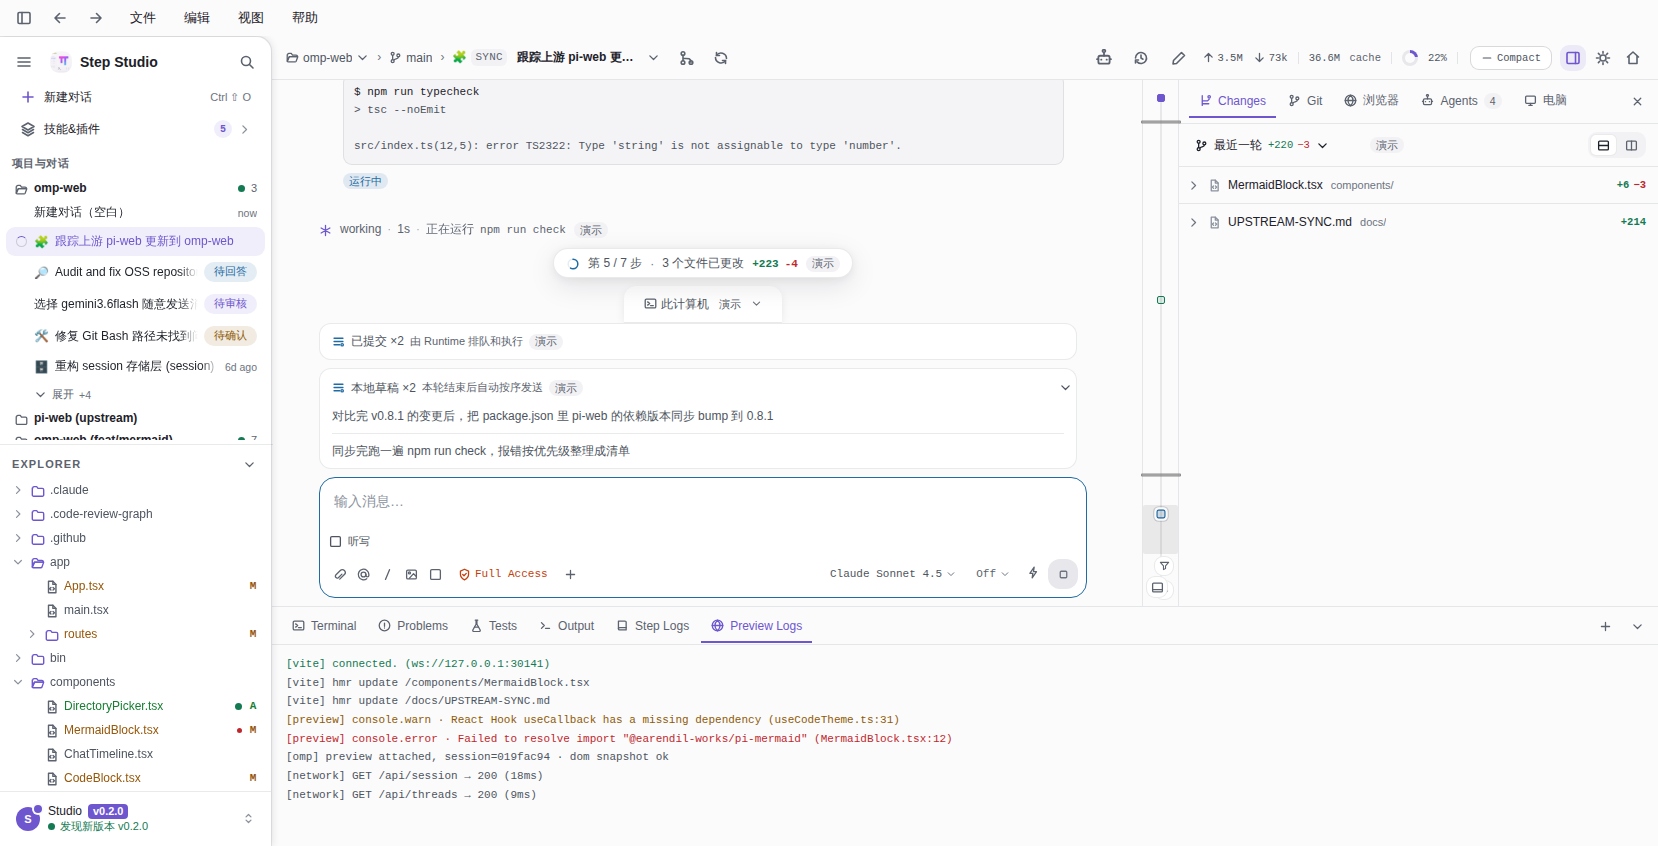 文件 编辑 视图 帮助
Step Studio
新建对话 Ctrl ⇧ O
技能&插件 5
项目与对话
omp-web 3
新建对话（空白） now
🧩 跟踪上游 pi-web 更新到 omp-web
🔎 Audit and fix OSS reposito 待回答
选择 gemini3.6flash 随意发送 待审核
🛠️ 修复 Git Bash 路径未找到 待确认
🗄️ 重构 session 存储层 (session) 6d ago
展开 +4
pi-web (upstream)
omp-web (feat/mermaid) 7
EXPLORER
.claude
.code-review-graph
.github
app
App.tsx M
main.tsx
routes M
bin
components
DirectoryPicker.tsx A
MermaidBlock.tsx M
ChatTimeline.tsx
CodeBlock.tsx M
S Studio v0.2.0
发现新版本 v0.2.0
omp-web › main › 🧩 SYNC 跟踪上游 pi-web 更…
↑ 3.5M ↓ 73k 36.6M cache 22% Compact
$ npm run typecheck
> tsc --noEmit
src/index.ts(12,5): error TS2322: Type 'string' is not assignable to type 'number'.
运行中
working · 1s · 正在运行 npm run check 演示
第 5 / 7 步 · 3 个文件已更改 +223 -4 演示
此计算机 演示
已提交 ×2 由 Runtime 排队和执行 演示
本地草稿 ×2 本轮结束后自动按序发送 演示
对比完 v0.8.1 的变更后，把 package.json 里 pi-web 的依赖版本同步 bump 到 0.8.1
同步完跑一遍 npm run check，报错按优先级整理成清单
输入消息…
听写
Full Access
Claude Sonnet 4.5 Off
Changes Git 浏览器 Agents 4 电脑
最近一轮 +220 −3 演示
MermaidBlock.tsx components/ +6 −3
UPSTREAM-SYNC.md docs/ +214
Terminal Problems Tests Output Step Logs Preview Logs
[vite] connected. (ws://127.0.0.1:30141)
[vite] hmr update /components/MermaidBlock.tsx
[vite] hmr update /docs/UPSTREAM-SYNC.md
[preview] console.warn · React Hook useCallback has a missing dependency (useCodeTheme.ts:31)
[preview] console.error · Failed to resolve import "@earendil-works/pi-mermaid" (MermaidBlock.tsx:12)
[omp] preview attached, session=019fac94 · dom snapshot ok
[network] GET /api/session → 200 (18ms)
[network] GET /api/threads → 200 (9ms)